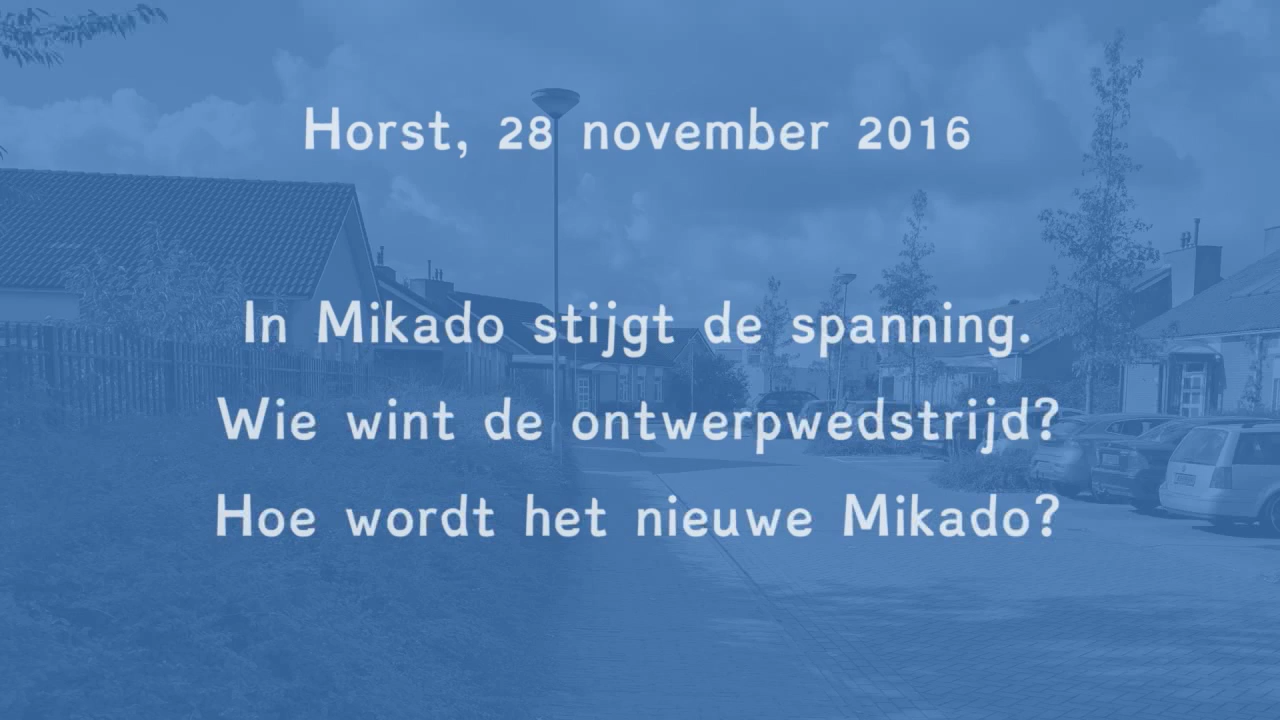 Horst, 28 november 2016
In Mikado stijgt de spanning.
Wie wint de ontwerpwedstrijd?
Hoe wordt het nieuwe Mikado?